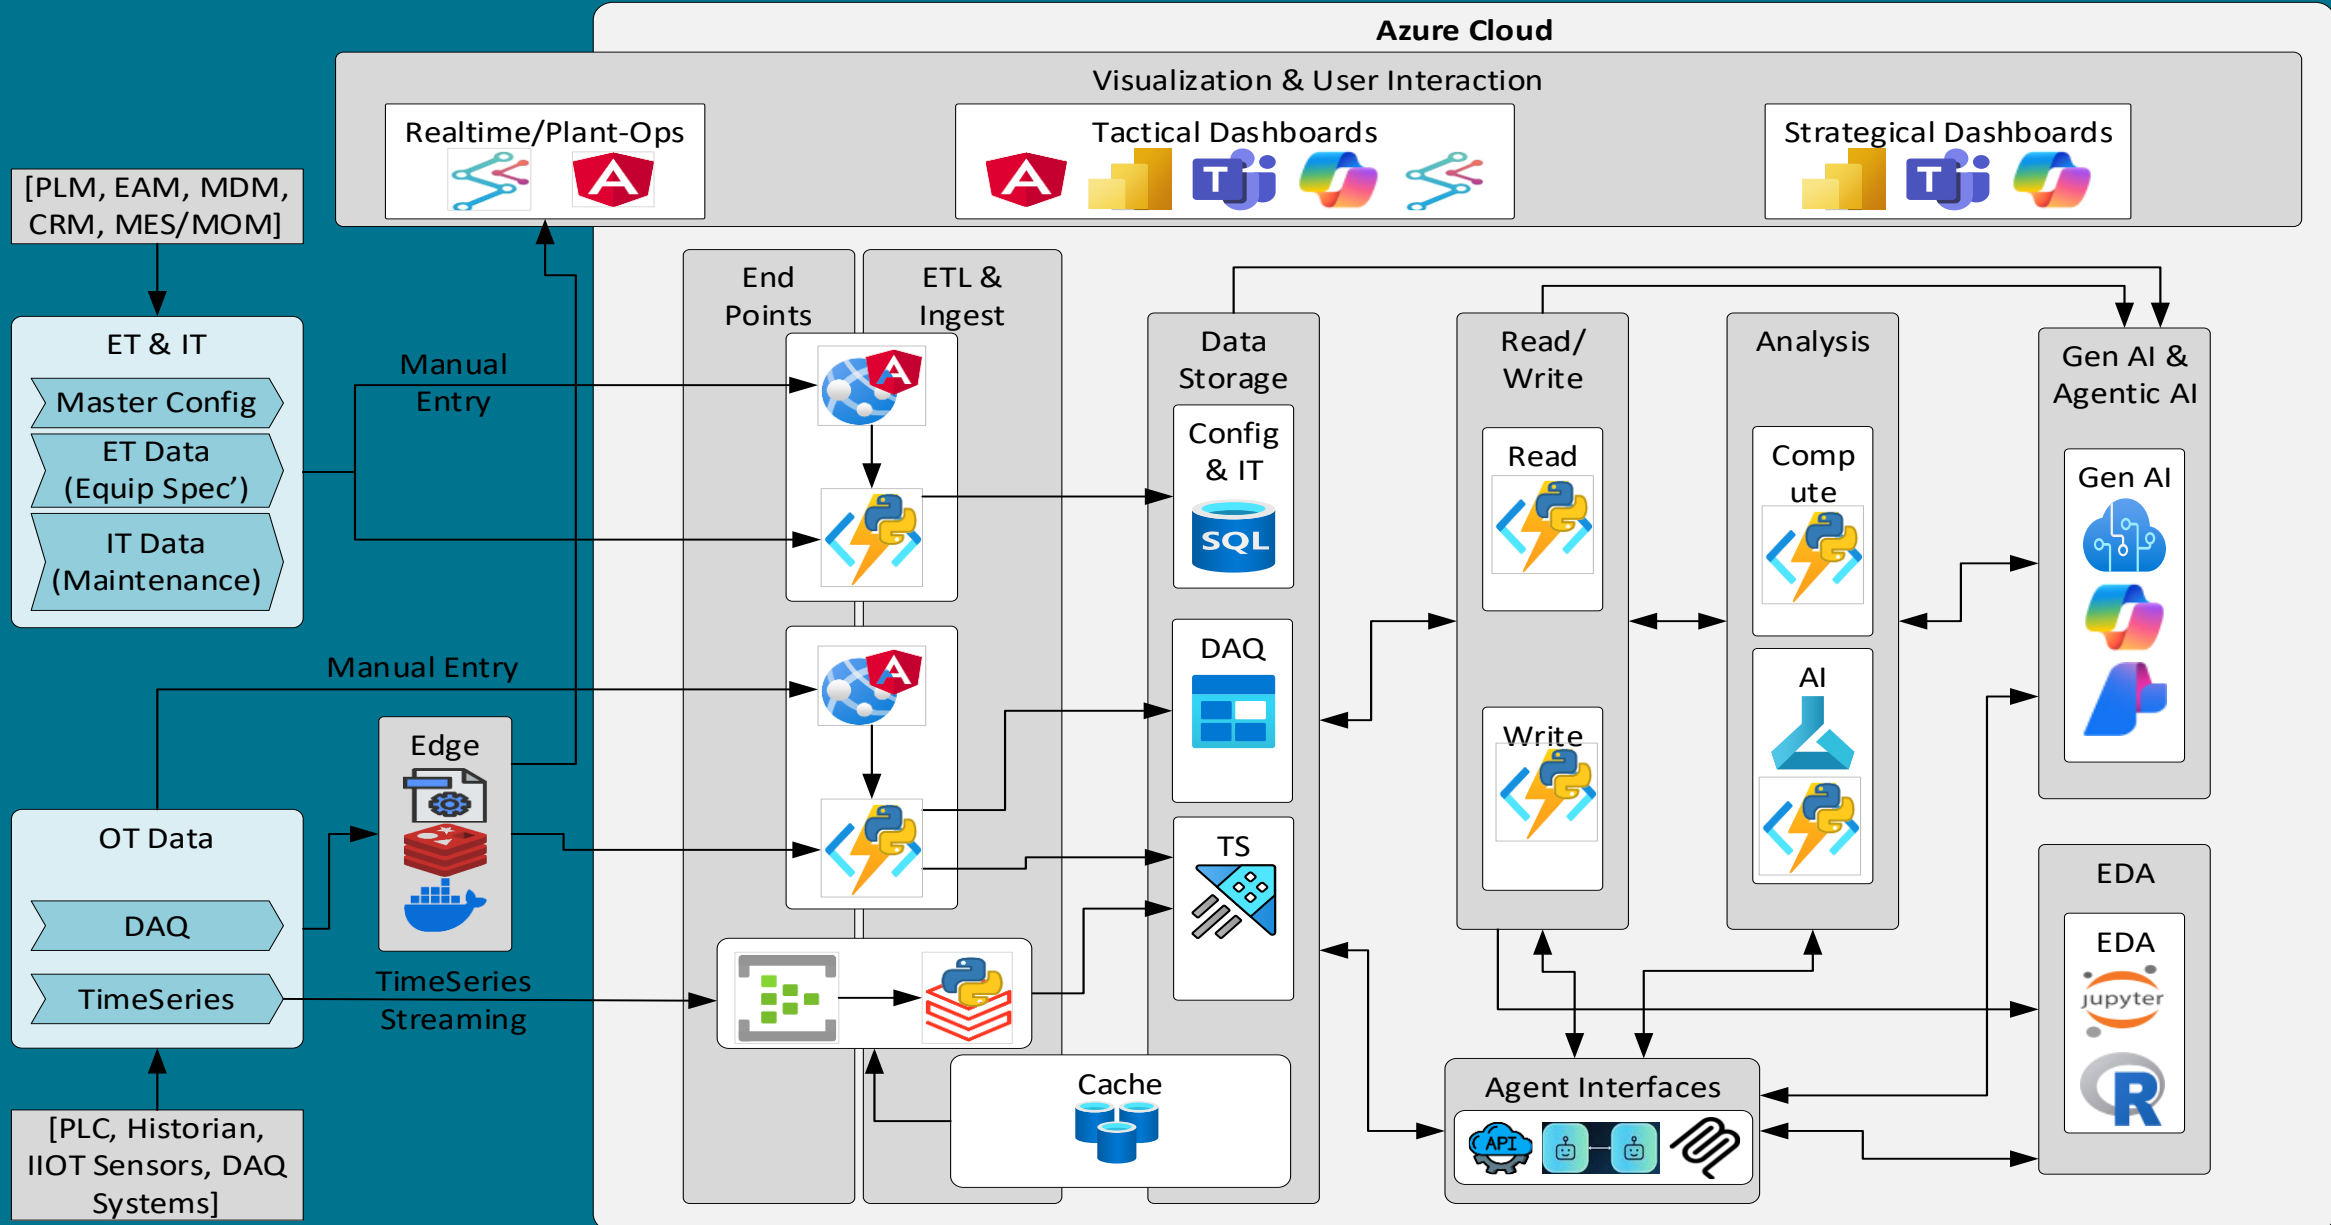 Azure Cloud
Visualization & User Interaction
Realtime/Plant-Ops
Tactical Dashboards
T
Strategical Dashboards
T
[PLM, EAM, MDM,
CRM, MES/MOM]
ET & IT
Master Config
ET Data
(Equip Spec’)
IT Data
(Maintenance)
Manual
Entry
Manual Entry
Edge
OT Data
DAQ
TimeSeries
TimeSeries
Streaming
[PLC, Historian,
IIOT Sensors, DAQ
Systems]
End
Points
ETL &
Ingest
A
A
Cache
Data
Storage
Config
& IT
SQL
DAQ
TS
Read/
Write
Read
Write
Analysis
Comp
ute
AI
Gen AI &
Agentic AI
Gen AI
EDA
EDA
jupyter
R
Agent Interfaces
API